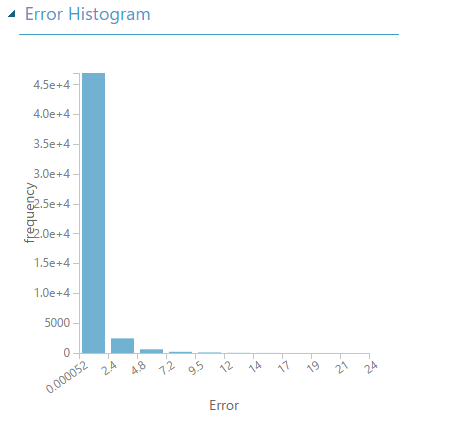 Error Histogram
4.5e+4
4.0e+4
3.5e+4
3.0e+4
2.5e+4
2.0e+4
1.5e+4
1.0e+4
5000
0
frequency
0.000052 2.4 4.8 7.2 9.5 12 14 17 19 21 24
Error